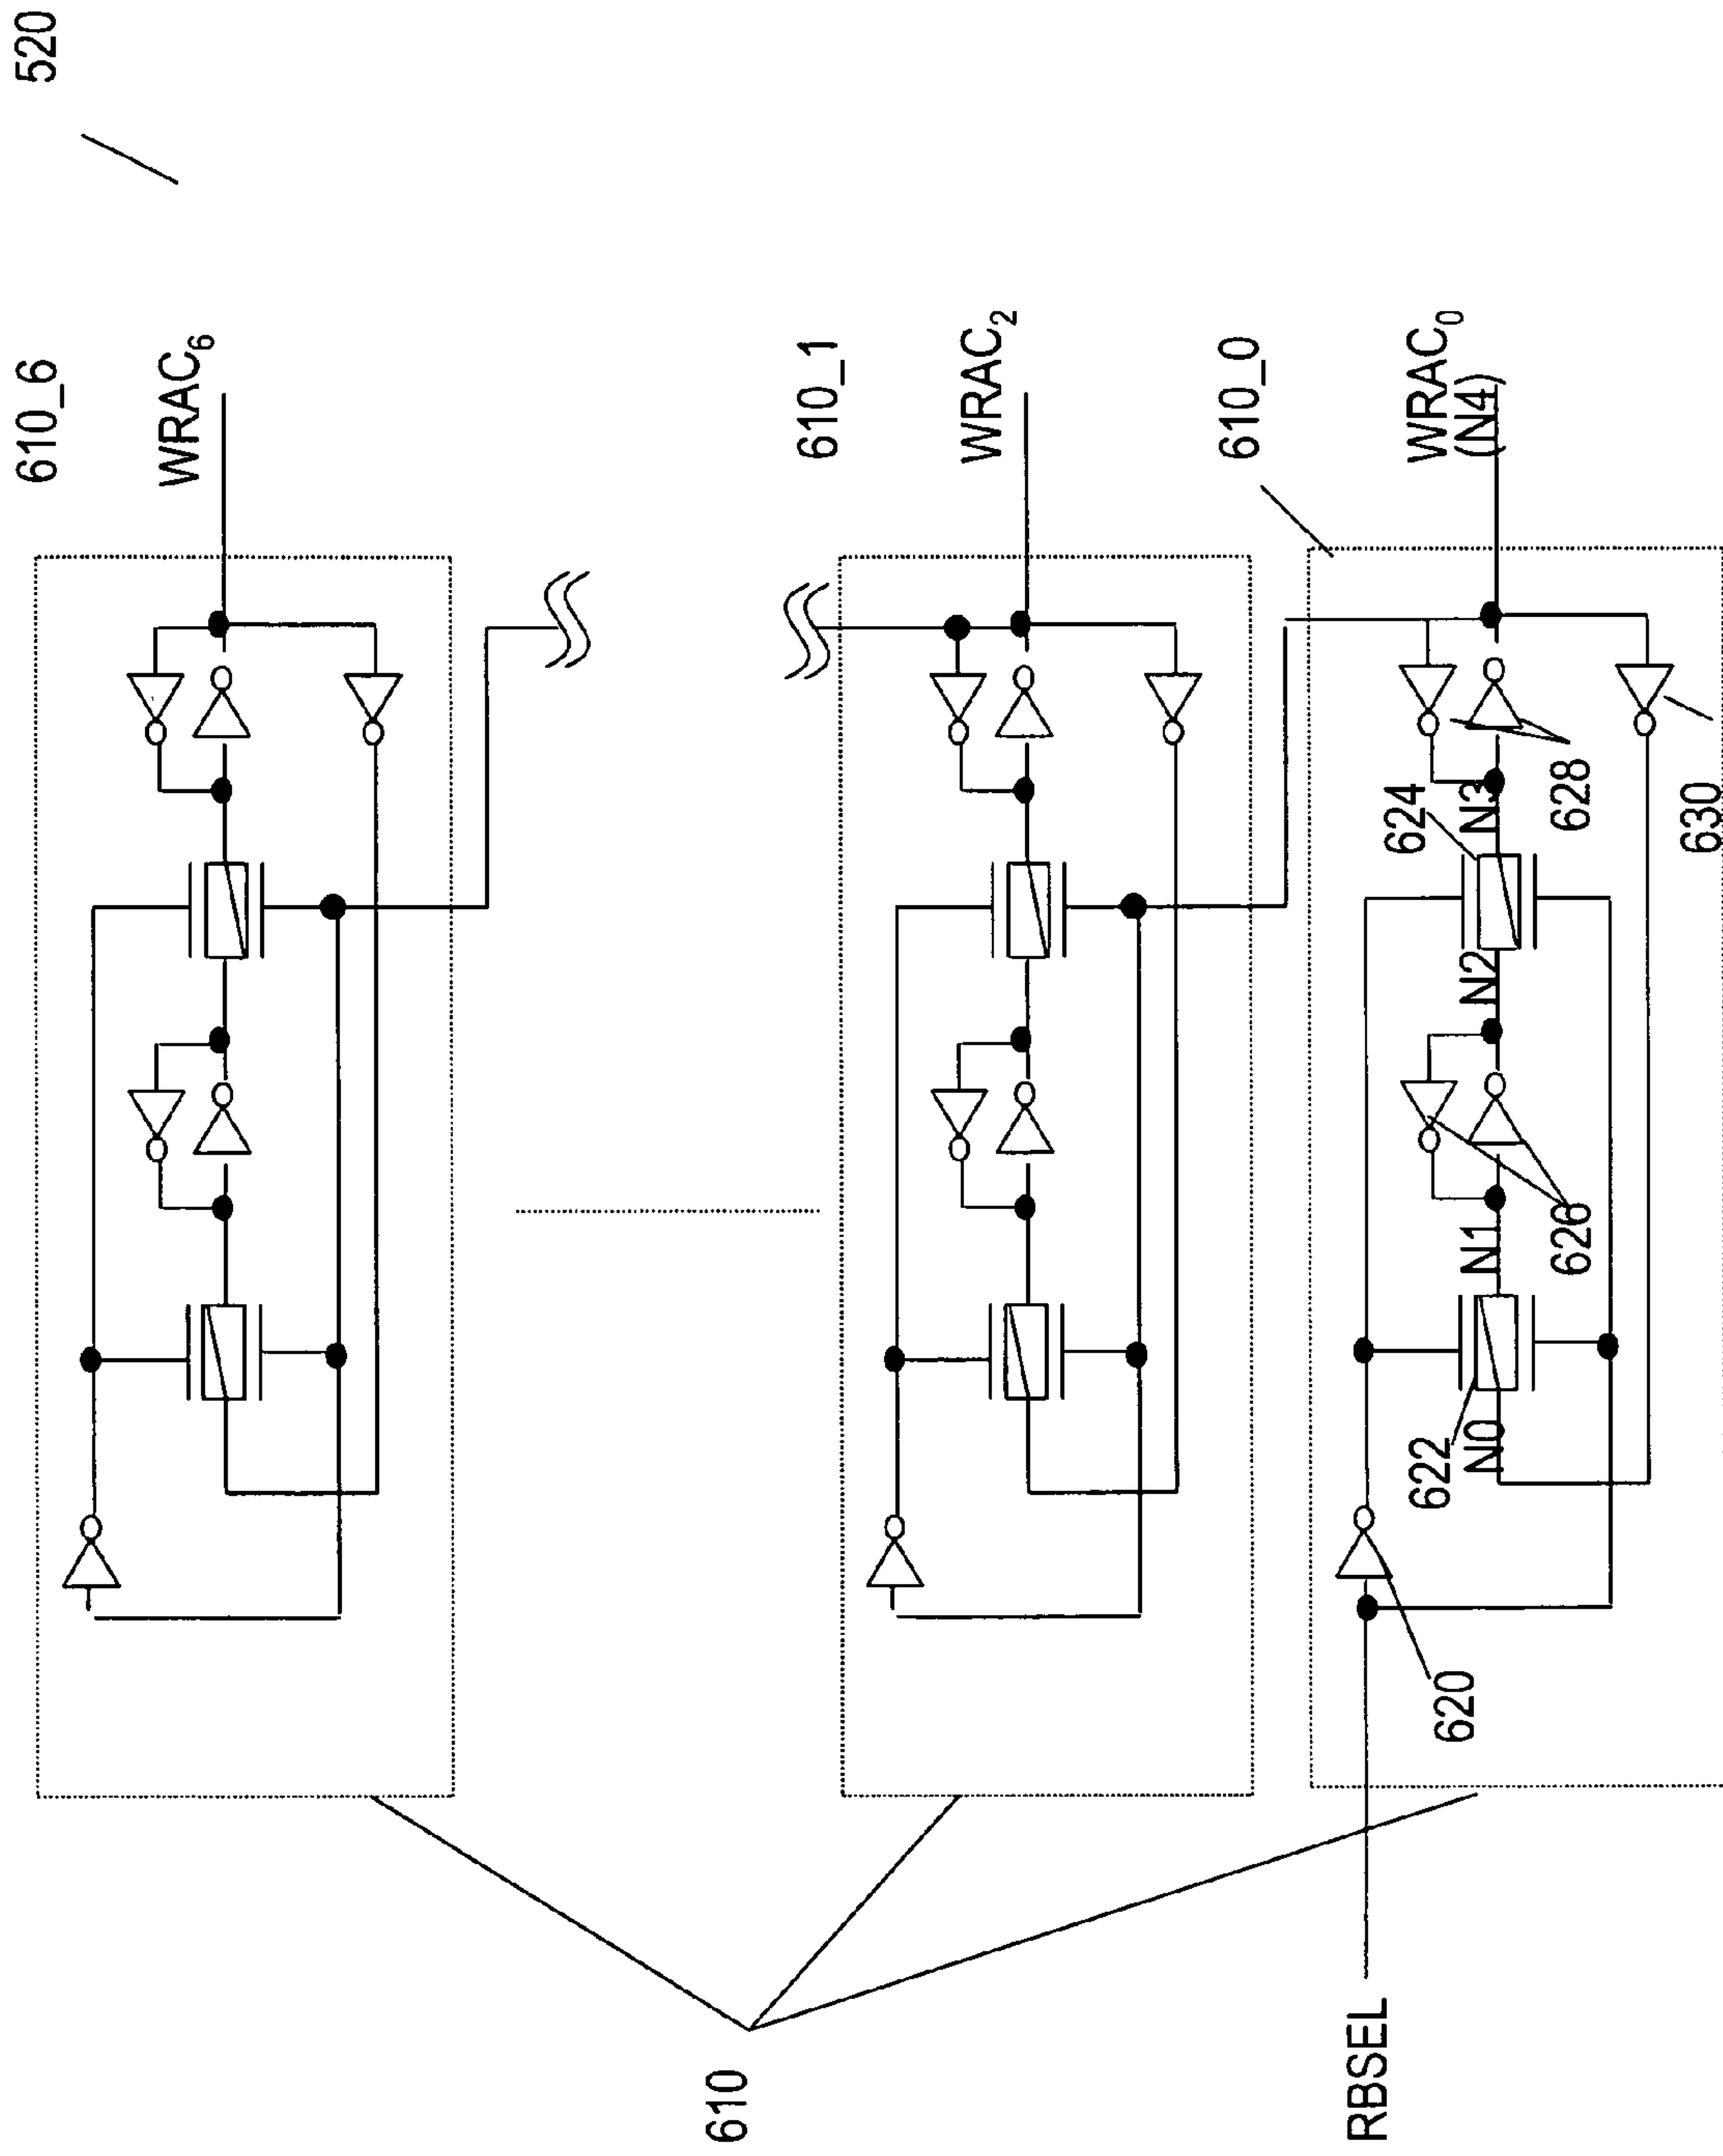 520
610_6
WRAC6
610_1
WRAC2
610_0
WRAC0
(N4)
624
N3
628
630
N2
N1
626
622
N0
620
610
RBSEL